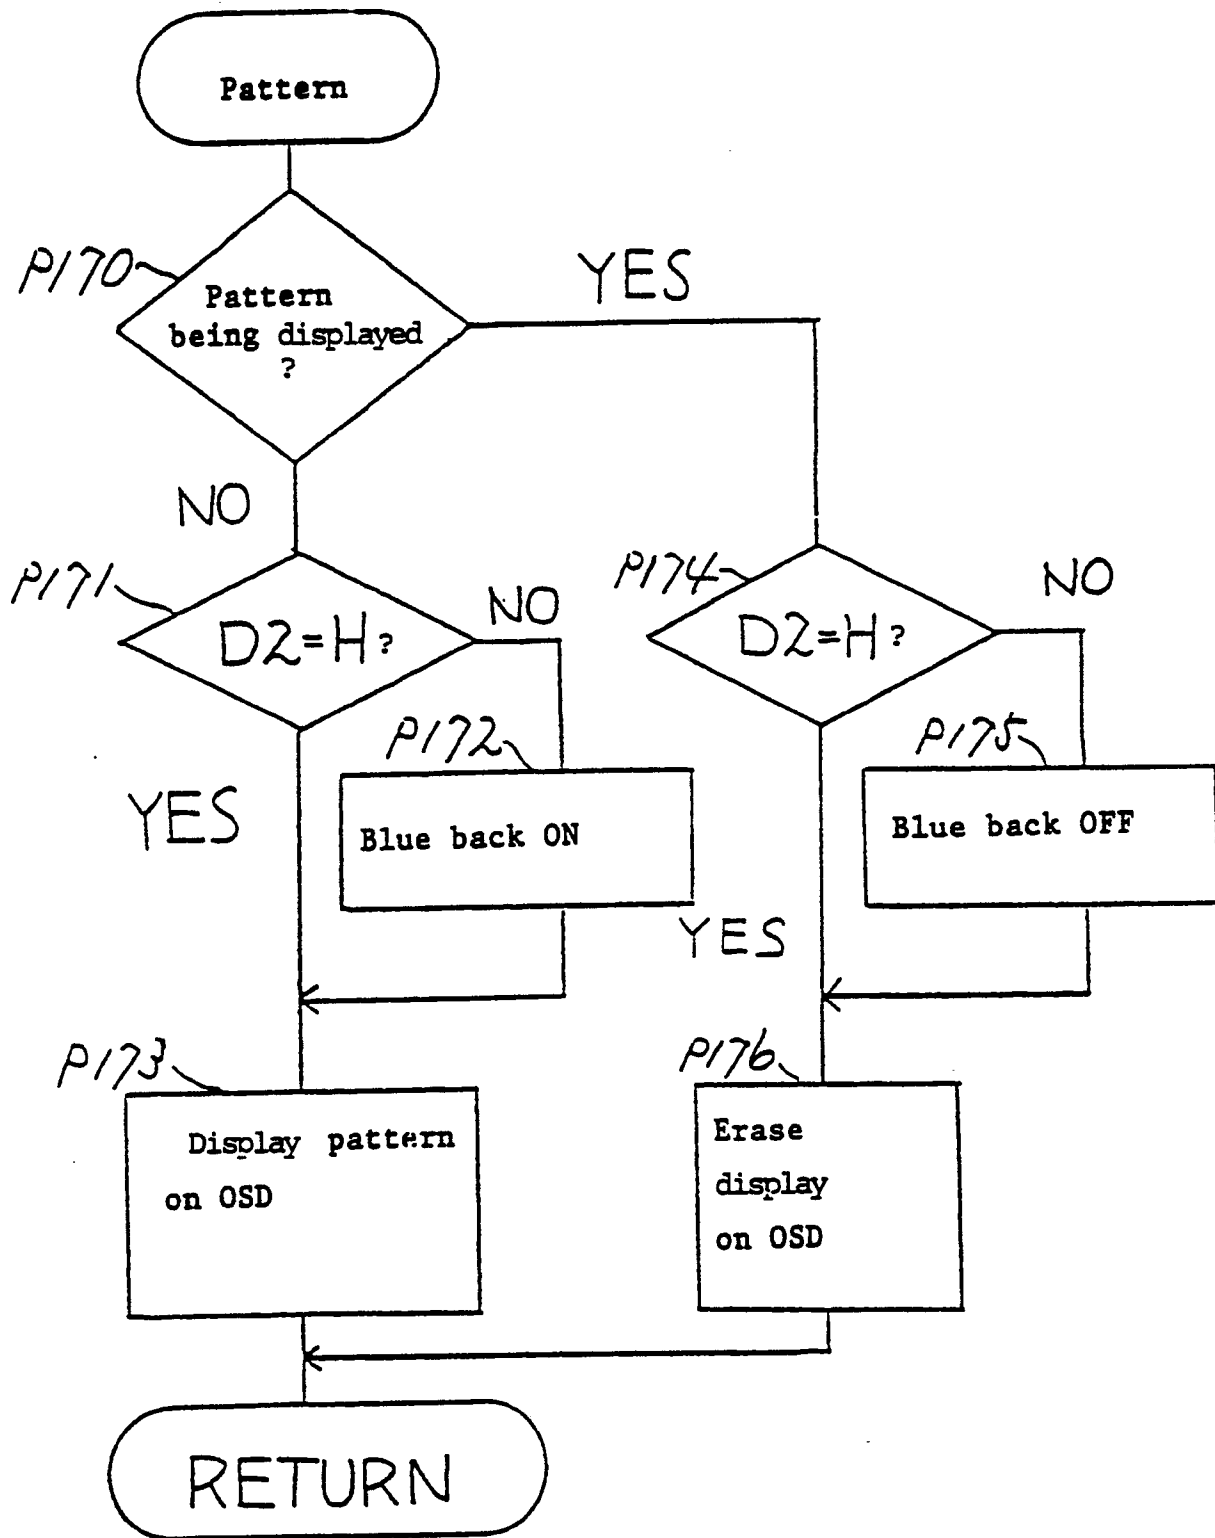 Pattern
P170
YES
Pattern
being displayed
?
NO
P171
D2=H?
NO
P174
D2=H?
NO
P172
Blue back ON
P175
Blue back OFF
YES
YES
P173
Display pattern
on OSD
P176
Erase
display
on OSD
RETURN